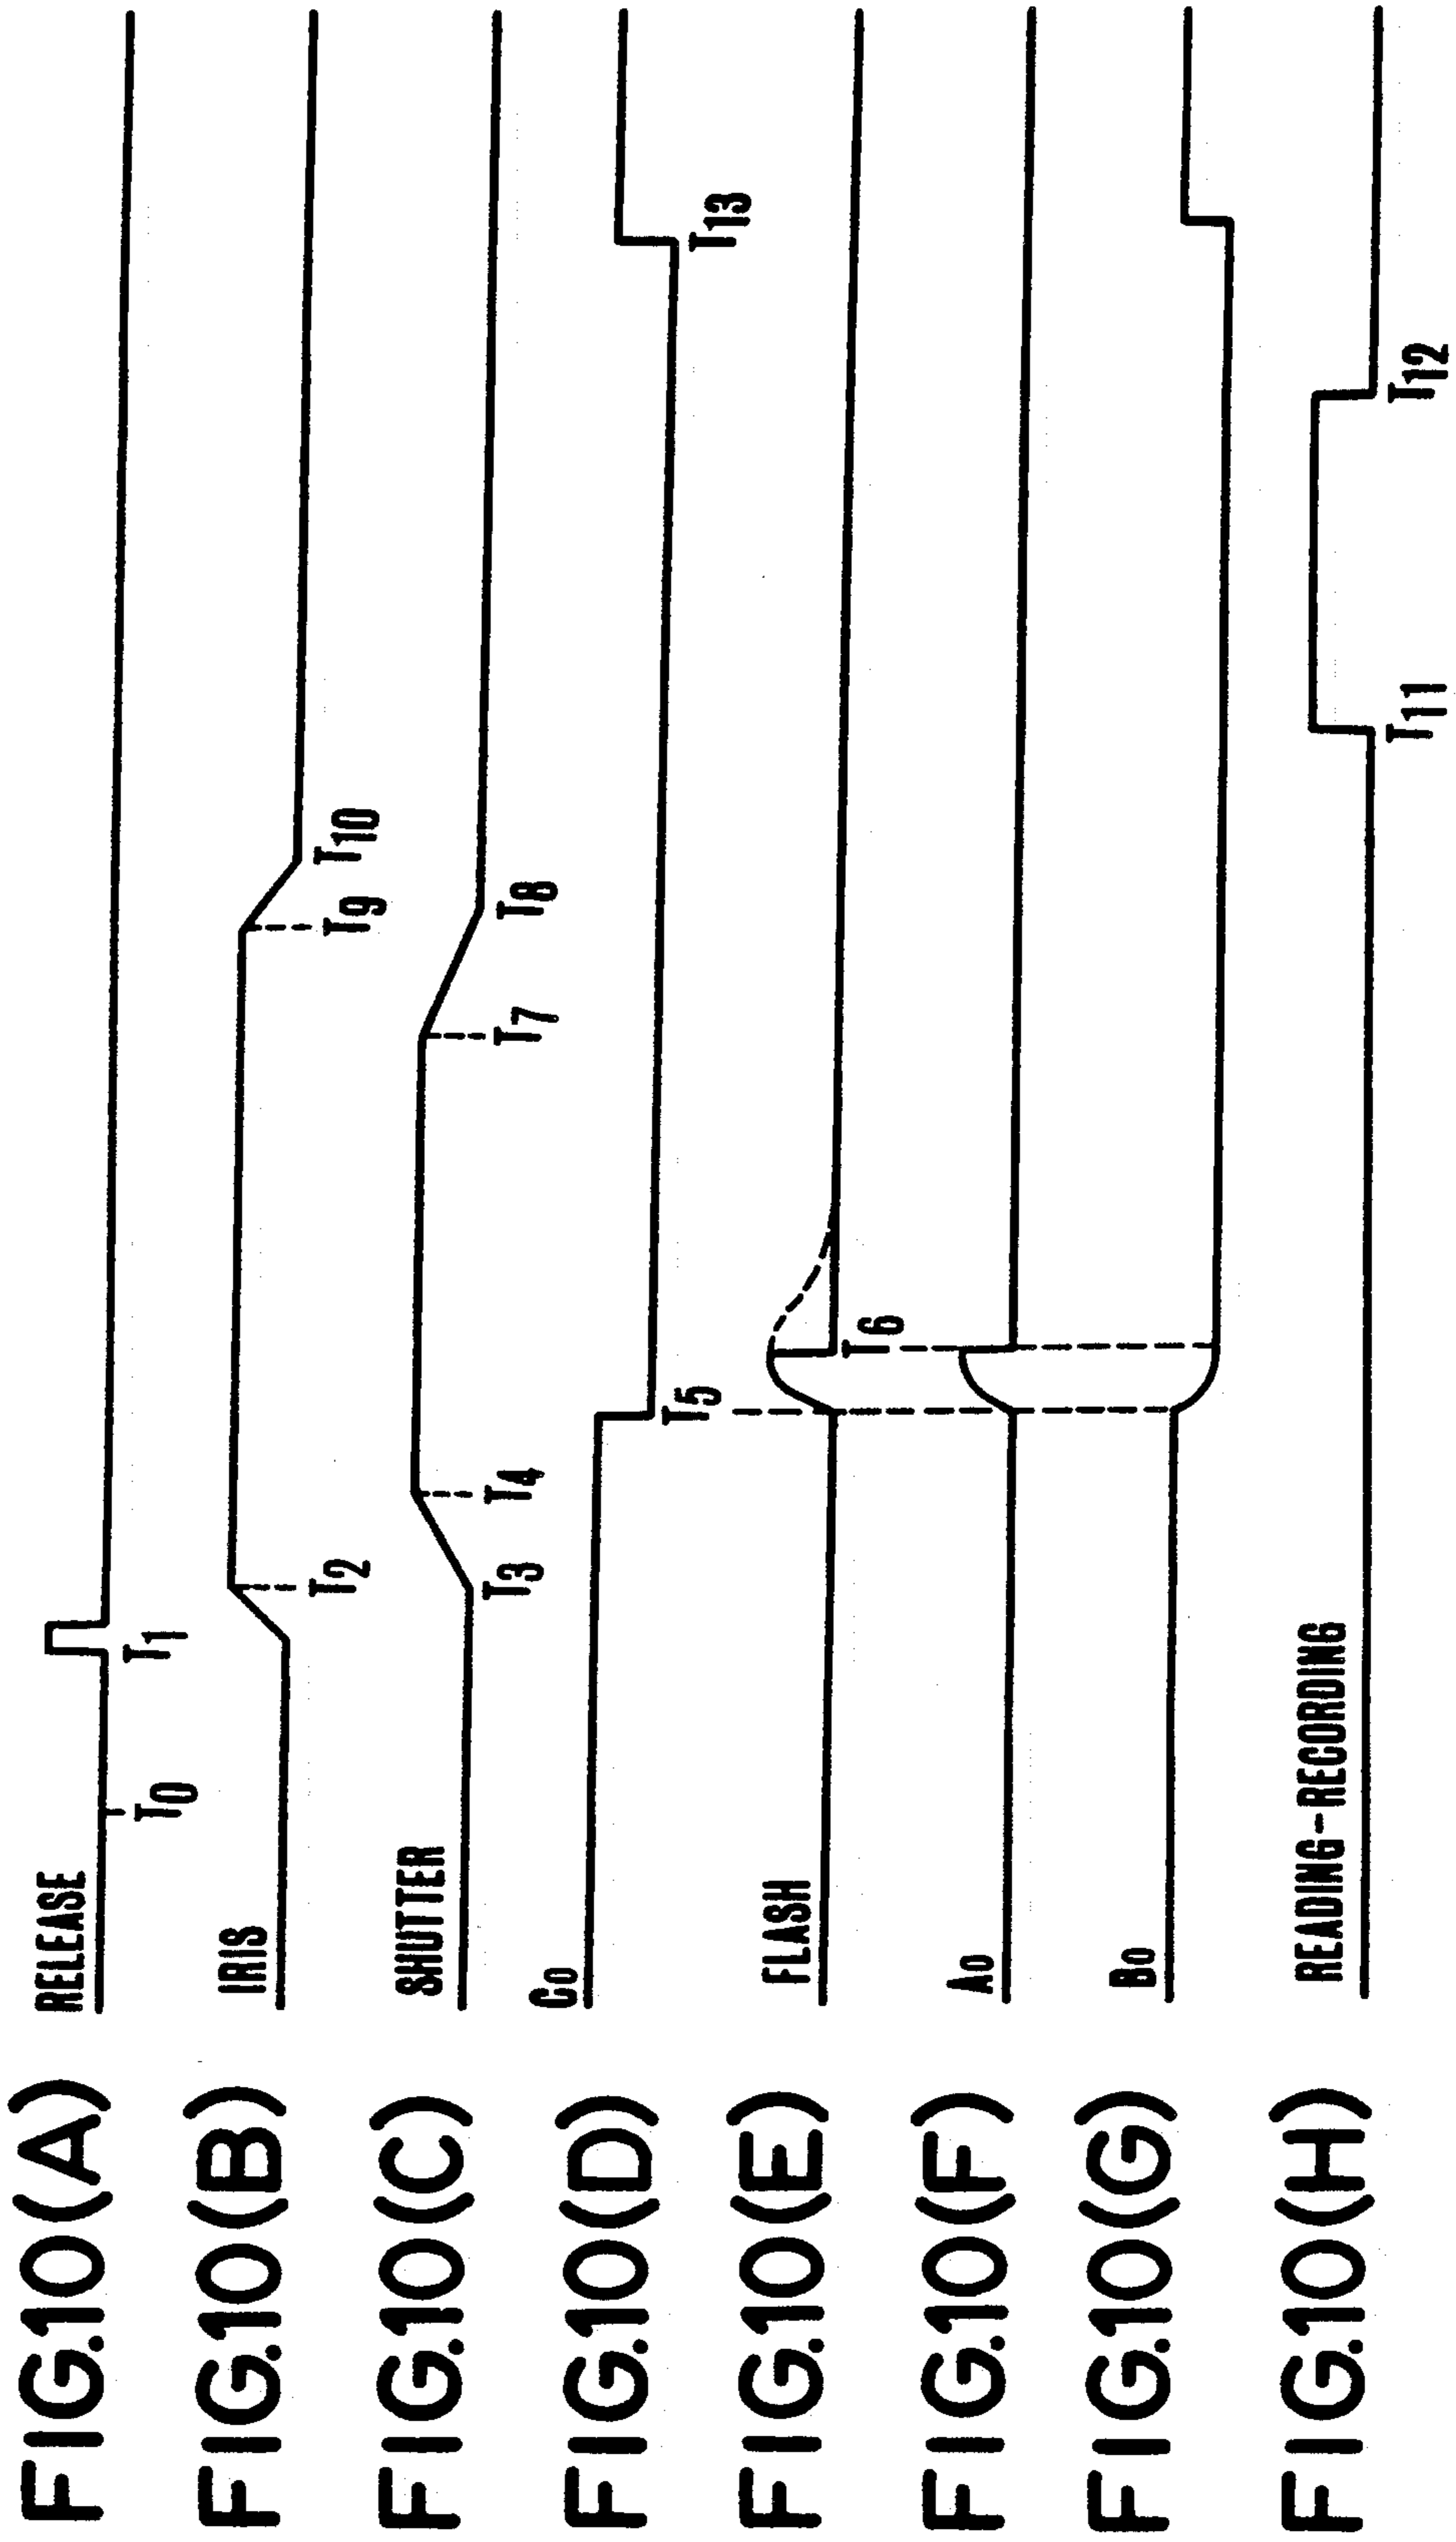 FIG.10(A)
RELEASE
T0
T1
FIG.10(B)
IRIS
T2
T9
T10
FIG.10(C)
SHUTTER
T3
T4
T7
T8
FIG.10(D)
C0
T5
T13
FIG.10(E)
FLASH
T6
FIG.10(F)
A0
FIG.10(G)
B0
FIG.10(H)
READING-RECORDING
T11
T12